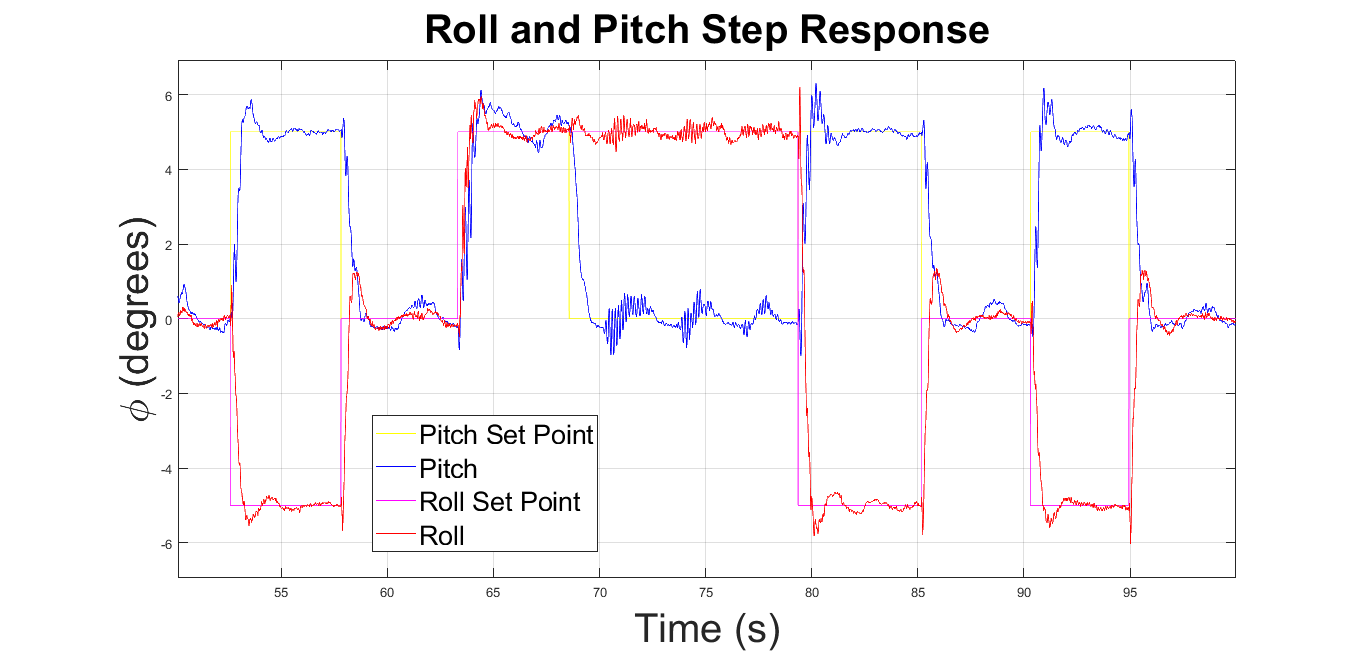 Roll and Pitch Step Response
6
4
2
0
-2
-4
-6
ϕ (degrees)
Pitch Set Point
Pitch
Roll Set Point
Roll
55 60 65 70 75 80 85 90 95
Time (s)